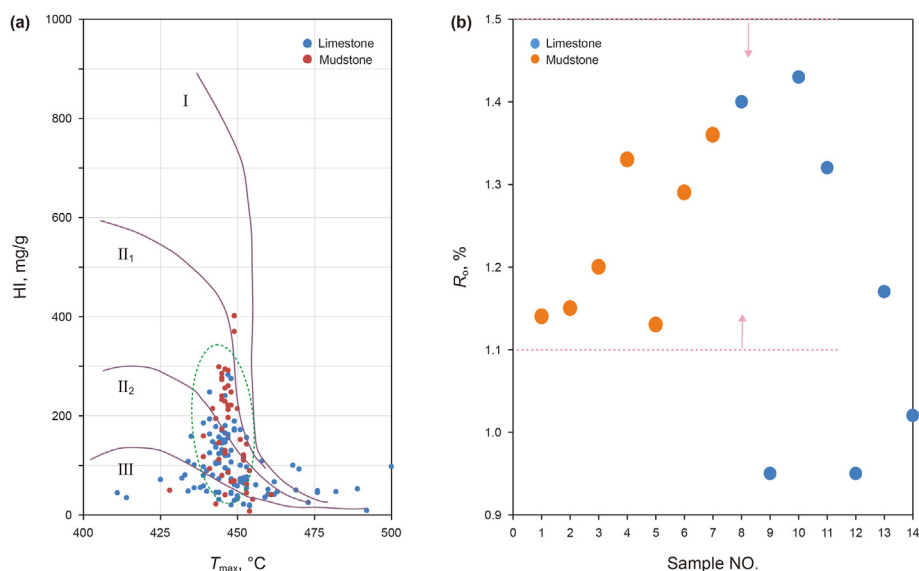 (a)
1000
800
600
400
200
0
HI, mg/g
400
425
450
475
500
Tmax, °C
Limestone
Mudstone
I
II1
II2
III
(b)
1.5
1.4
1.3
1.2
1.1
1.0
0.9
Ro, %
0
1
2
3
4
5
6
7
8
9
10
11
12
13
14
Sample NO.
Limestone
Mudstone